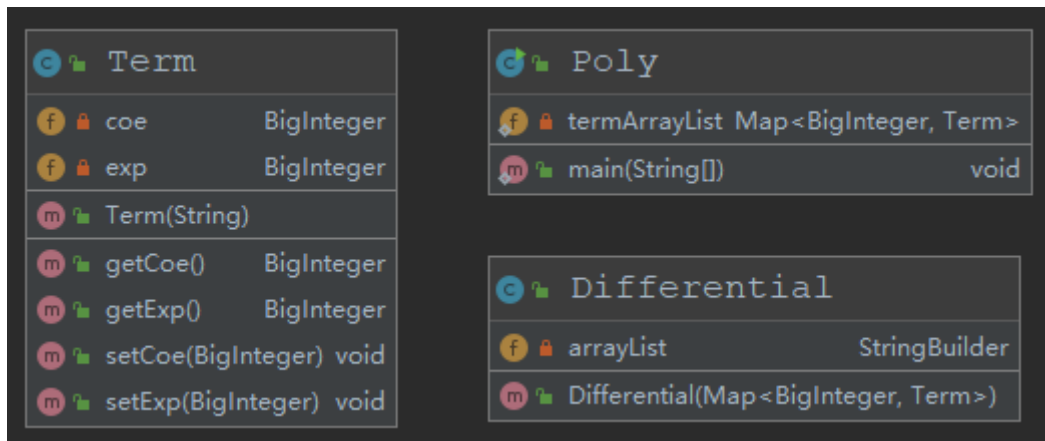 Term
coe BigInteger
exp BigInteger
Term(String)
getCoe() BigInteger
getExp() BigInteger
setCoe(BigInteger) void
setExp(BigInteger) void
Poly
termArrayList Map<BigInteger, Term>
main(String[]) void
Differential
arrayList StringBuilder
Differential(Map<BigInteger, Term>)